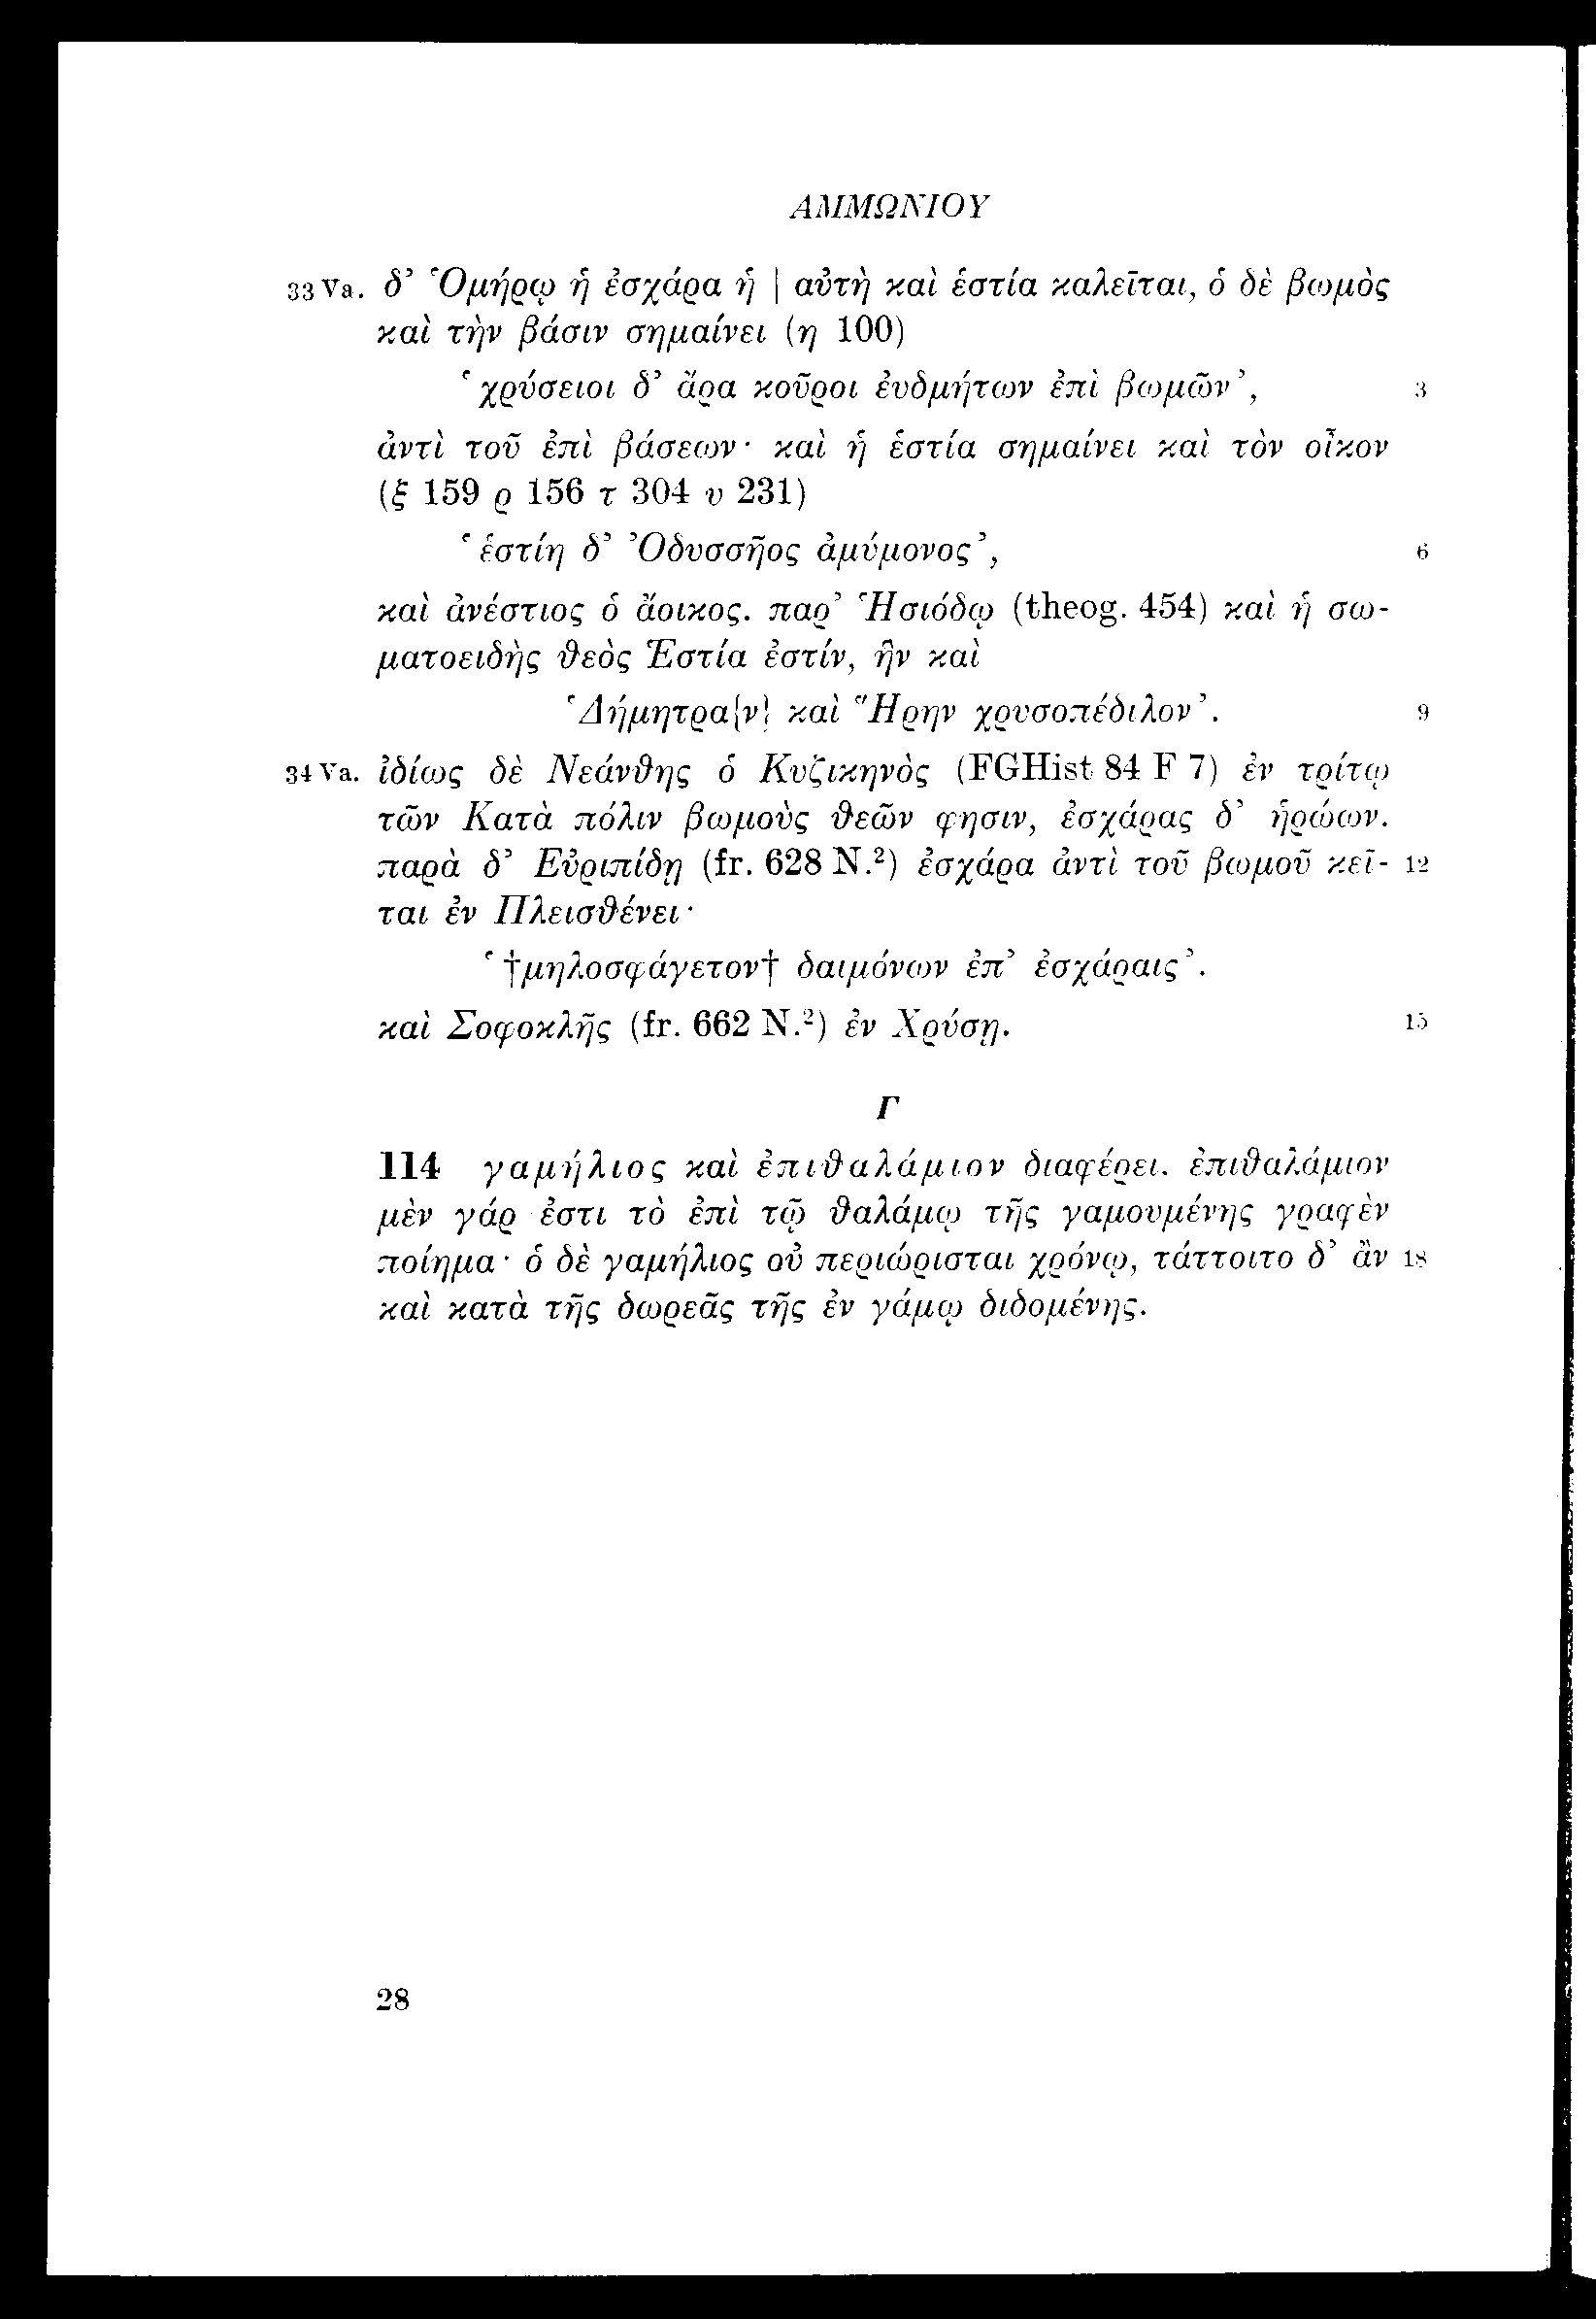 ΑΜΜΩΝΙΟΥ
33 Va. δ’ Ὁμήρῳ ἡ ἐσχάρα ἡ | αὐτὴ καὶ ἑστία καλεῖται, ὁ δὲ βωμὸς
καὶ τὴν βάσιν σημαίνει (η 100)
‘χρύσειοι δ’ ἄρα κοῦροι ἐυδμήτων ἐπὶ βωμῶν’, 3
ἀντὶ τοῦ ἐπὶ βάσεων· καὶ ἡ ἑστία σημαίνει καὶ τὸν οἶκον
(ξ 159 ρ 156 τ 304 υ 231)
‘ἑστίη δ’ Ὀδυσσῆος ἀμύμονος’, 6
καὶ ἀνέστιος ὁ ἄοικος. παρ’ Ἡσιόδῳ (theog. 454) καὶ ἡ σω-
ματοειδὴς θεὸς Ἑστία ἐστίν, ἣν καὶ
‘Δήμητρα{ν} καὶ Ἥρην χρυσοπέδιλον’. 9
34 Va. ἰδίως δὲ Νεάνθης ὁ Κυζικηνὸς (FGHist 84 F 7) ἐν τρίτῳ
τῶν Κατὰ πόλιν βωμοὺς θεῶν φησιν, ἐσχάρας δ’ ἡρώων.
παρὰ δ’ Εὐριπίδῃ (fr. 628 N.²) ἐσχάρα ἀντὶ τοῦ βωμοῦ κεῖ- 12
ται ἐν Πλεισθένει·
‘†μηλοσφάγετον† δαιμόνων ἐπ’ ἐσχάραις’.
καὶ Σοφοκλῆς (fr. 662 N.²) ἐν Χρύσῃ. 15
Γ
114 γαμήλιος καὶ ἐπιθαλάμιον διαφέρει. ἐπιθαλάμιον
μὲν γάρ ἐστι τὸ ἐπὶ τῷ θαλάμῳ τῆς γαμουμένης γραφὲν
ποίημα· ὁ δὲ γαμήλιος οὐ περιώρισται χρόνῳ, τάττοιτο δ’ ἂν 18
καὶ κατὰ τῆς δωρεᾶς τῆς ἐν γάμῳ διδομένης.
28